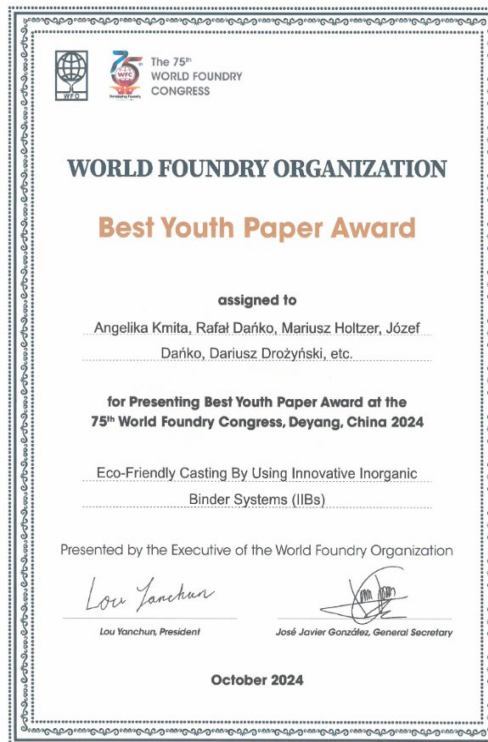 WFO
75
WFC
The 75th
WORLD FOUNDRY
CONGRESS
WORLD FOUNDRY ORGANIZATION
Best Youth Paper Award
assigned to
Angelika Kmita, Rafał Dańko, Mariusz Holtzer, Józef
Dańko, Dariusz Drożyński, etc.
for Presenting Best Youth Paper Award at the
75th World Foundry Congress, Deyang, China 2024
Eco-Friendly Casting By Using Innovative Inorganic
Binder Systems (IIBs)
Presented by the Executive of the World Foundry Organization
Lou Yanchun
Lou Yanchun, President
José Javier González, General Secretary
October 2024